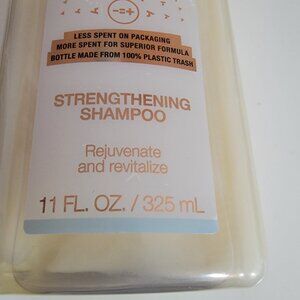 LESS SPENT ON PACKAGING
MORE SPENT FOR SUPERIOR FORMULA
BOTTLE MADE FROM 100% PLASTIC TRASH
STRENGTHENING
SHAMPOO
Rejuvenate
and revitalize
11 FL. OZ. / 325 mL